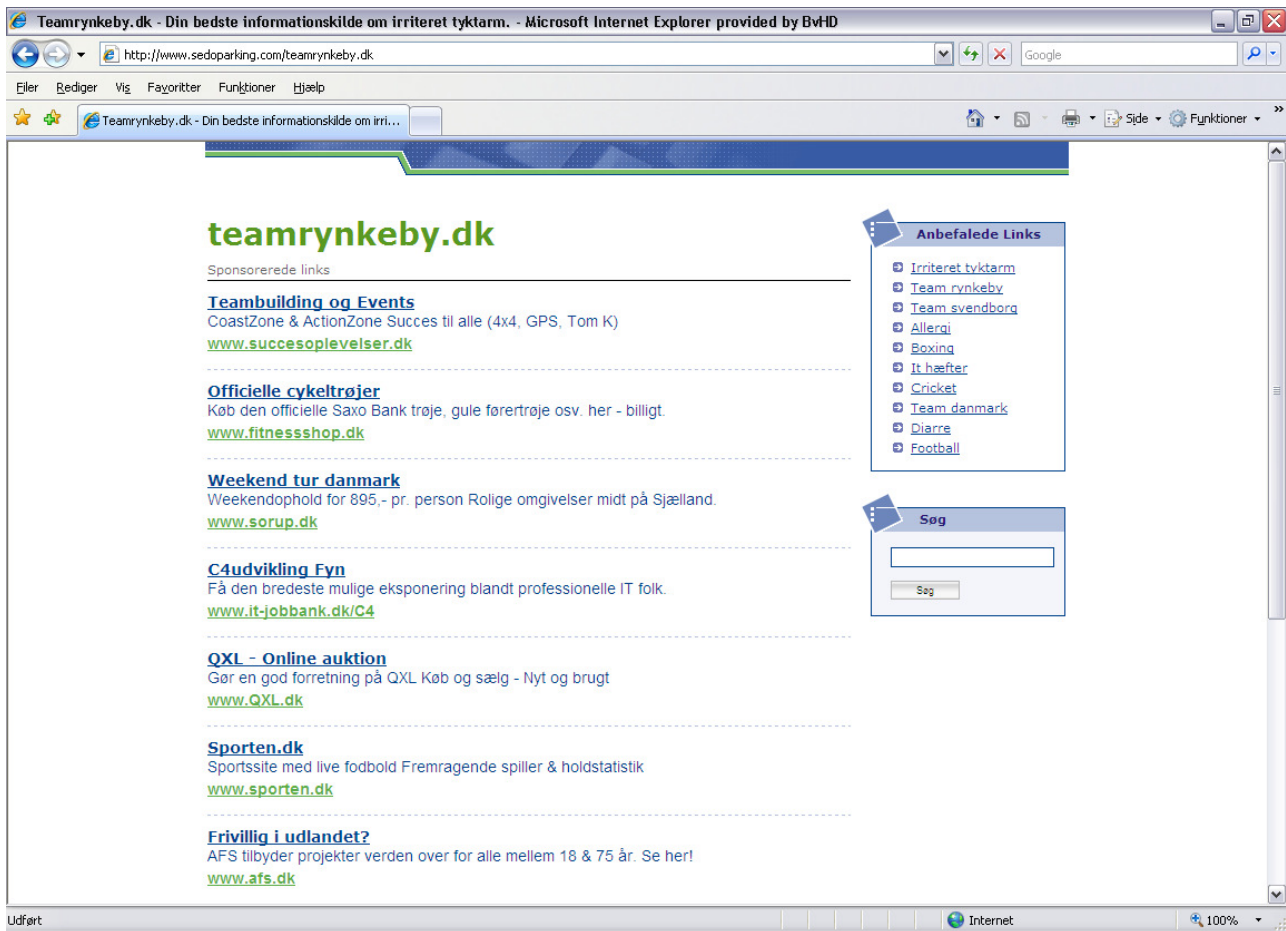 Teamrynkeby.dk - Din bedste informationskilde om irriteret tyktarm. - Microsoft Internet Explorer provided by BvHD
http://www.sedoparking.com/teamrynkeby.dk
Google
Filer Rediger Vis Favoritter Funktioner Hjælp
Teamrynkeby.dk - Din bedste informationskilde om irri...
Side Funktioner »
teamrynkeby.dk
Sponsorerede links
Teambuilding og Events
CoastZone & ActionZone Succes til alle (4x4, GPS, Tom K)
www.succesoplevelser.dk
Officielle cykeltrøjer
Køb den officielle Saxo Bank trøje, gule førertrøje osv. her - billigt.
www.fitnessshop.dk
Weekend tur danmark
Weekendophold for 895,- pr. person Rolige omgivelser midt på Sjælland.
www.sorup.dk
C4udvikling Fyn
Få den bredeste mulige eksponering blandt professionelle IT folk.
www.it-jobbank.dk/C4
QXL - Online auktion
Gør en god forretning på QXL Køb og sælg - Nyt og brugt
www.QXL.dk
Sporten.dk
Sportssite med live fodbold Fremragende spiller & holdstatistik
www.sporten.dk
Frivillig i udlandet?
AFS tilbyder projekter verden over for alle mellem 18 & 75 år. Se her!
www.afs.dk
Anbefalede Links
Irriteret tyktarm
Team rynkeby
Team svendborg
Allergi
Boxing
It hæfter
Cricket
Team danmark
Diarre
Football
Søg
Søg
Udført
Internet
100%